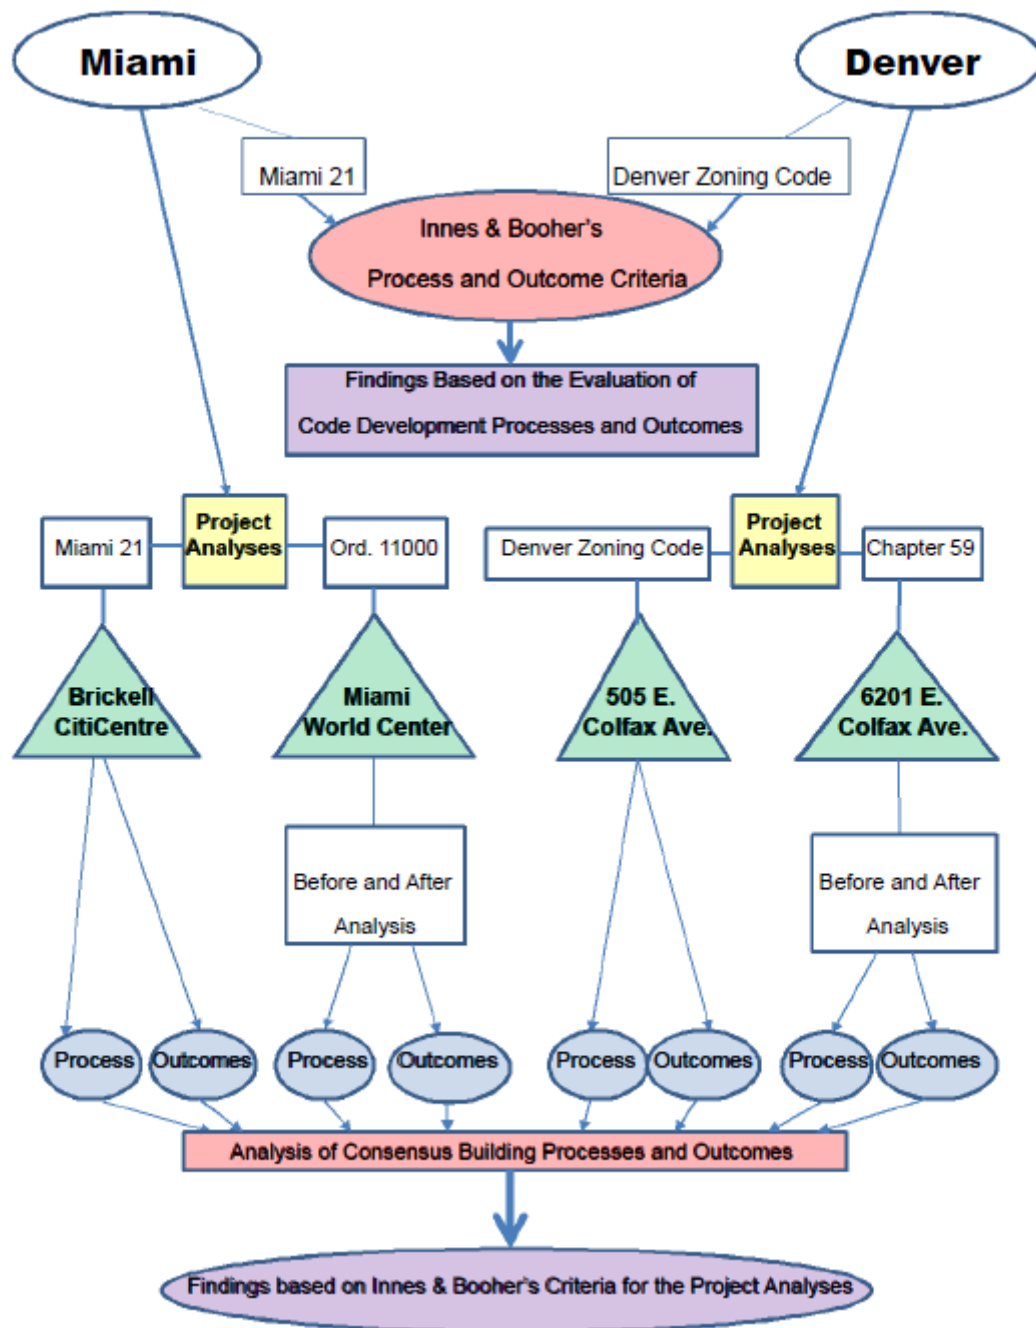 Miami
Denver
Miami 21
Denver Zoning Code
Innes & Booher's
Process and Outcome Criteria
Findings Based on the Evaluation of
Code Development Processes and Outcomes
Miami 21
Project
Analyses
Ord. 11000
Denver Zoning Code
Project
Analyses
Chapter 59
Brickell
CitiCentre
Miami
World Center
505 E.
Colfax Ave.
6201 E.
Colfax Ave.
Before and After
Analysis
Before and After
Analysis
Process
Outcomes
Process
Outcomes
Process
Outcomes
Process
Outcomes
Analysis of Consensus Building Processes and Outcomes
Findings based on Innes & Booher's Criteria for the Project Analyses